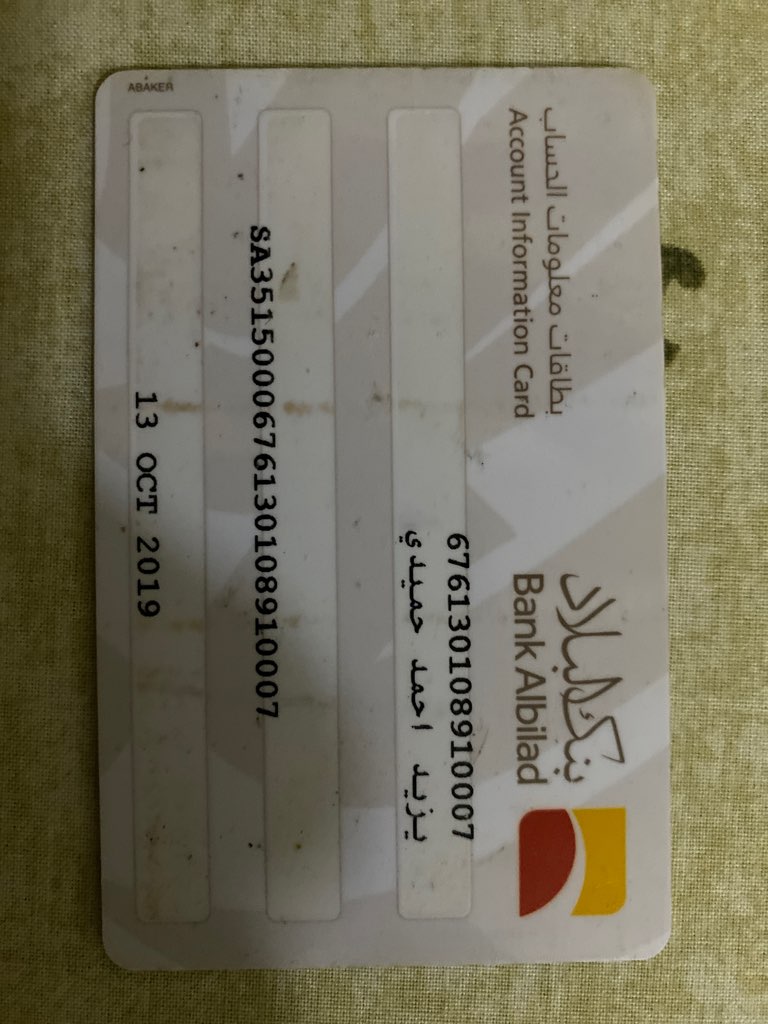 بطاقات معلومات الحساب
Account Information Card
بنك البلاد
Bank Albilad
676130108910007
يزيد احمد حميدي
SA3515000676130108910007
13 OCT 2019
ABAKER